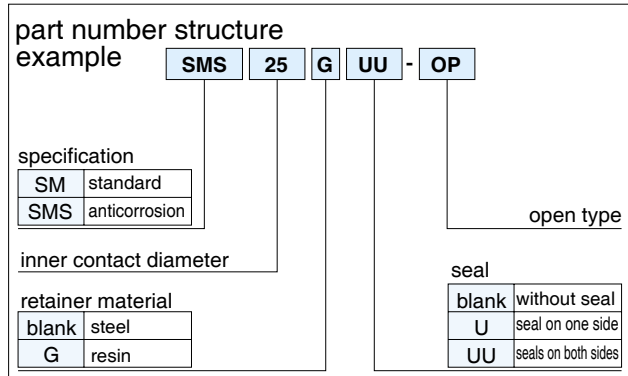 part number structure
example
SMS 25 G UU - OP
specification
SM standard
SMS anticorrosion
open type
inner contact diameter
seal
retainer material
blank without seal
blank steel
U seal on one side
G resin
UU seals on both sides